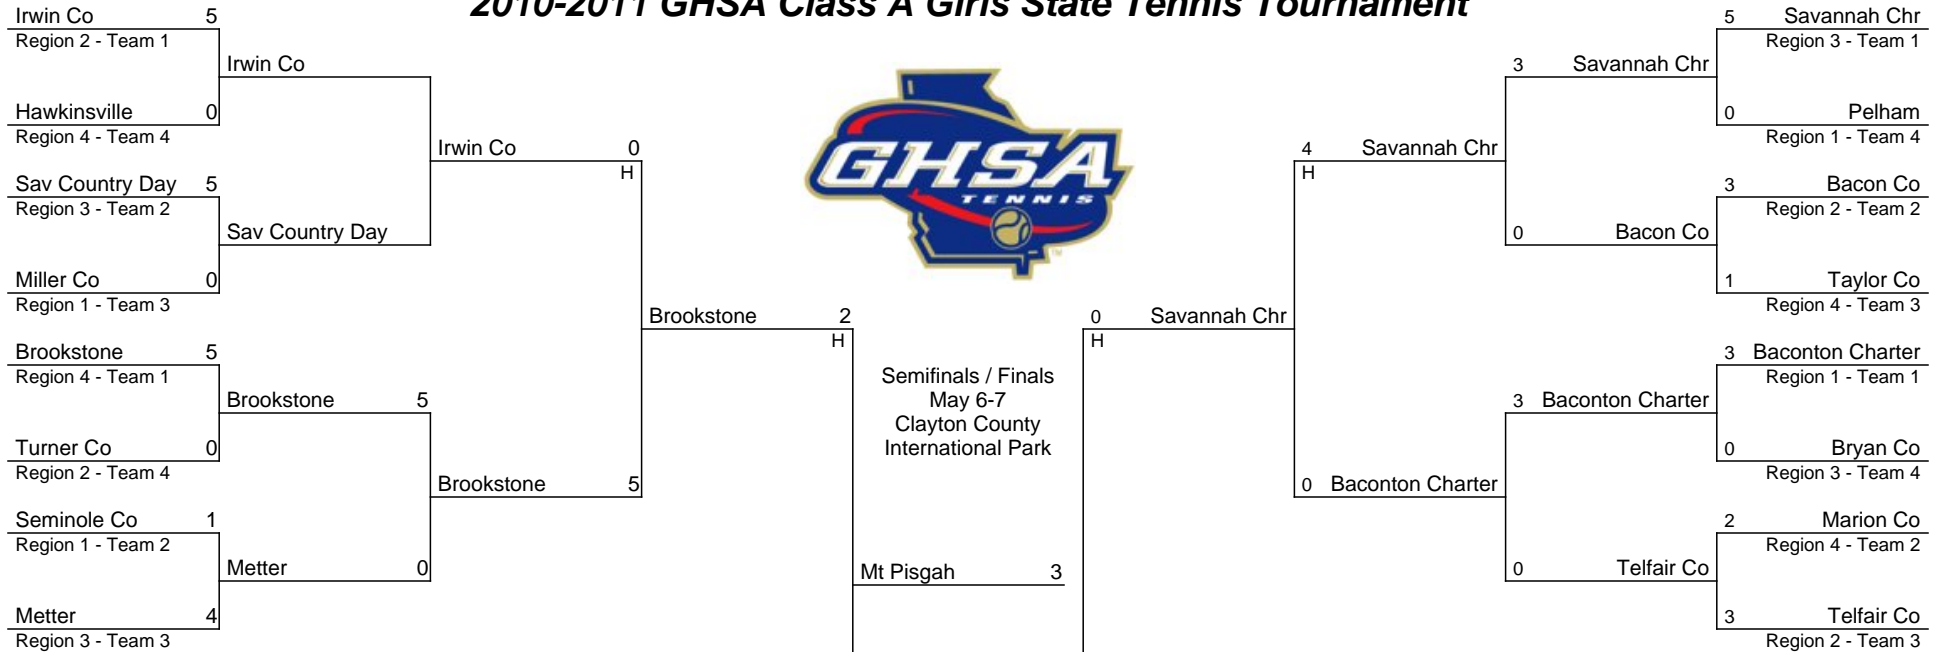 2010-2011 GHSA Class A Girls State Tennis Tournament
Irwin Co 5
Region 2 - Team 1
Irwin Co
Hawkinsville 0
Region 4 - Team 4
Irwin Co 0
H
Sav Country Day 5
Region 3 - Team 2
Sav Country Day
Miller Co 0
Region 1 - Team 3
Brookstone 2
H
Brookstone 5
Region 4 - Team 1
Brookstone 5
Turner Co 0
Region 2 - Team 4
Brookstone 5
Seminole Co 1
Region 1 - Team 2
Metter 0
Metter 4
Region 3 - Team 3
GHSA
TENNIS
TM
Semifinals / Finals
May 6-7
Clayton County
International Park
Mt Pisgah 3
5 Savannah Chr
Region 3 - Team 1
3 Savannah Chr
0 Pelham
Region 1 - Team 4
4 Savannah Chr
H
3 Bacon Co
Region 2 - Team 2
0 Bacon Co
1 Taylor Co
Region 4 - Team 3
0 Savannah Chr
H
3 Baconton Charter
Region 1 - Team 1
3 Baconton Charter
0 Bryan Co
Region 3 - Team 4
0 Baconton Charter
2 Marion Co
Region 4 - Team 2
0 Telfair Co
3 Telfair Co
Region 2 - Team 3